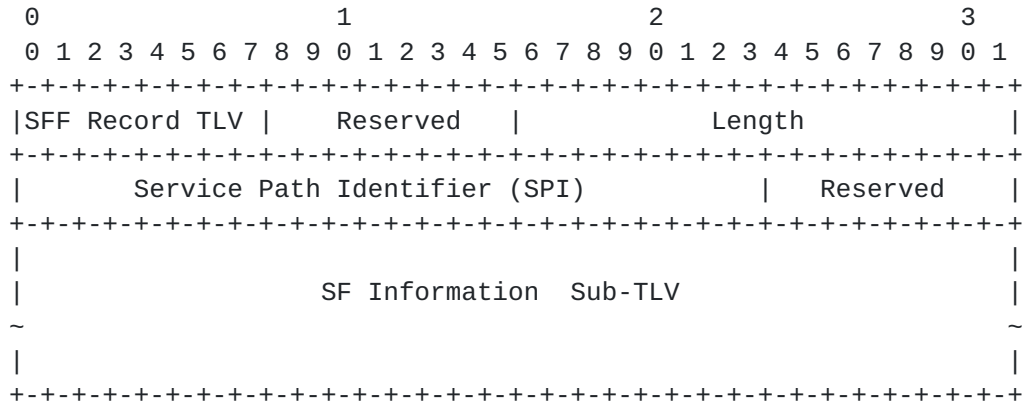 0                   1                   2                   3
 0 1 2 3 4 5 6 7 8 9 0 1 2 3 4 5 6 7 8 9 0 1 2 3 4 5 6 7 8 9 0 1
+-+-+-+-+-+-+-+-+-+-+-+-+-+-+-+-+-+-+-+-+-+-+-+-+-+-+-+-+-+-+-+-+
|SFF Record TLV |    Reserved   |            Length             |
+-+-+-+-+-+-+-+-+-+-+-+-+-+-+-+-+-+-+-+-+-+-+-+-+-+-+-+-+-+-+-+-+
|       Service Path Identifier (SPI)           |   Reserved    |
+-+-+-+-+-+-+-+-+-+-+-+-+-+-+-+-+-+-+-+-+-+-+-+-+-+-+-+-+-+-+-+-+
|                                                               |
|                   SF Information  Sub-TLV                     |
~                                                               ~
|                                                               |
+-+-+-+-+-+-+-+-+-+-+-+-+-+-+-+-+-+-+-+-+-+-+-+-+-+-+-+-+-+-+-+-+